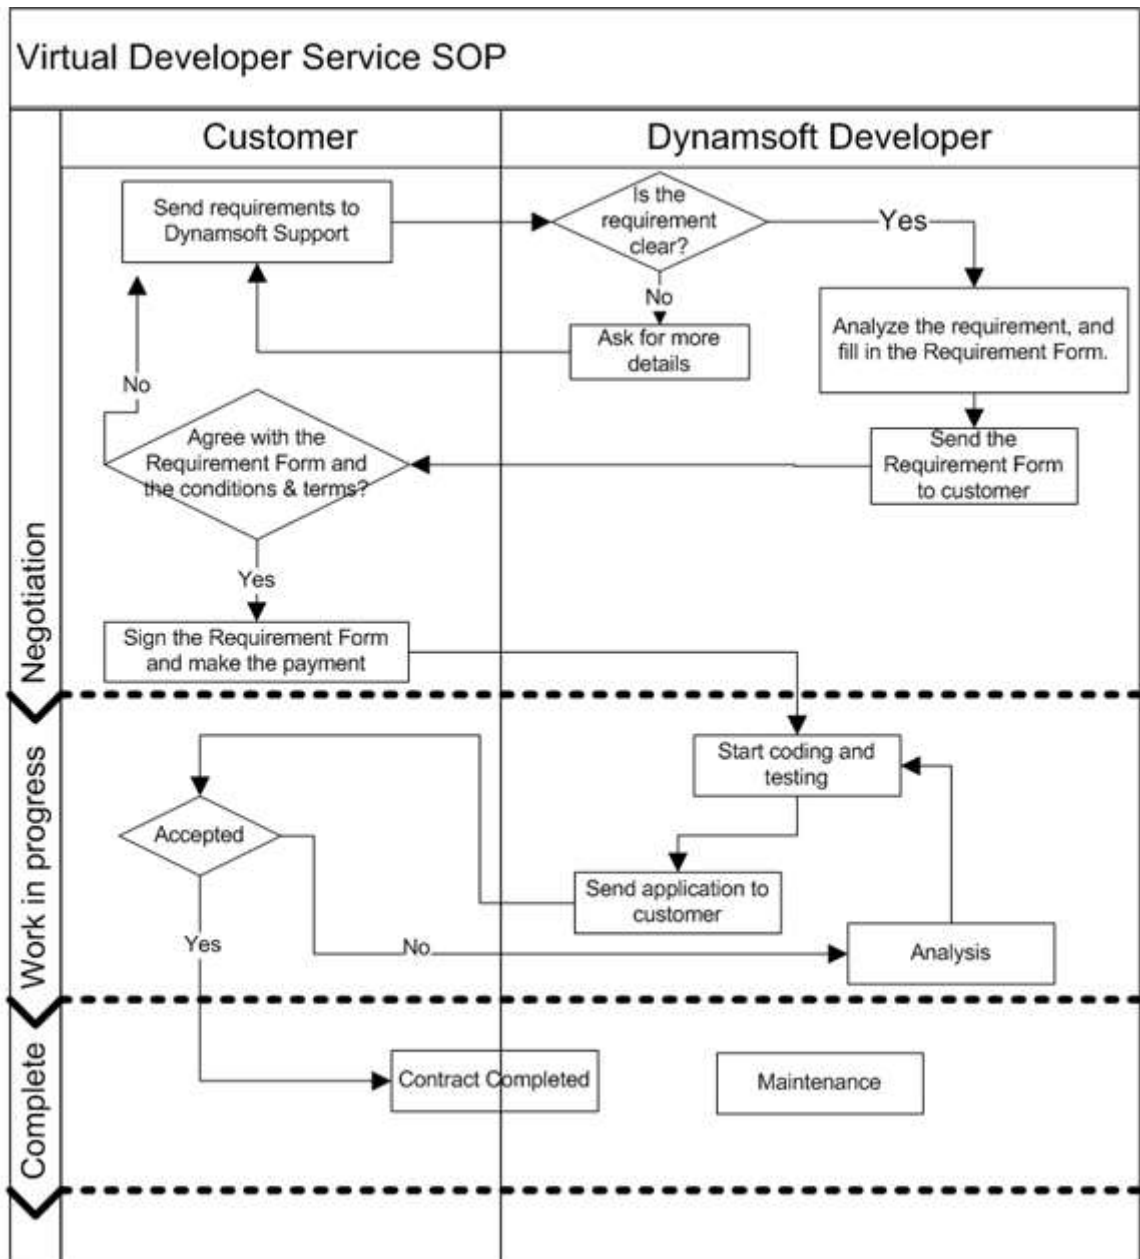 Virtual Developer Service SOP
Customer
Dynamsoft Developer
Send requirements to
Dynamsoft Support
Is the
requirement
clear?
Yes
No
Ask for more
details
Analyze the requirement, and
fill in the Requirement Form.
No
Agree with the
Requirement Form and
the conditions & terms?
Send the
Requirement Form
to customer
Yes
Sign the Requirement Form
and make the payment
Negotiation
Start coding and
testing
Accepted
Send application to
customer
Yes
No
Analysis
Work in progress
Contract Completed
Maintenance
Complete